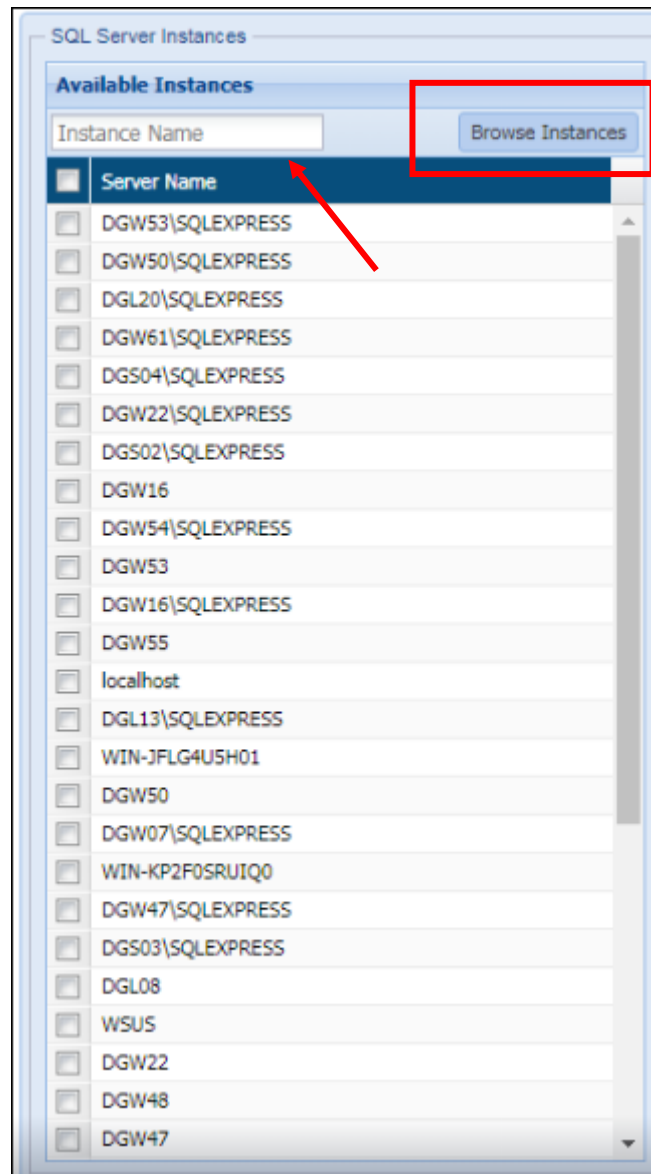 SQL Server Instances
Available Instances
Instance Name
Browse Instances
Server Name
DGW53\SQLEXPRESS
DGW50\SQLEXPRESS
DGL20\SQLEXPRESS
DGW61\SQLEXPRESS
DGS04\SQLEXPRESS
DGW22\SQLEXPRESS
DGS02\SQLEXPRESS
DGW16
DGW54\SQLEXPRESS
DGW53
DGW16\SQLEXPRESS
DGW55
localhost
DGL13\SQLEXPRESS
WIN-JFLG4U5H01
DGW50
DGW07\SQLEXPRESS
WIN-KP2F0SRUIQ0
DGW47\SQLEXPRESS
DGS03\SQLEXPRESS
DGL08
WSUS
DGW22
DGW48
DGW47